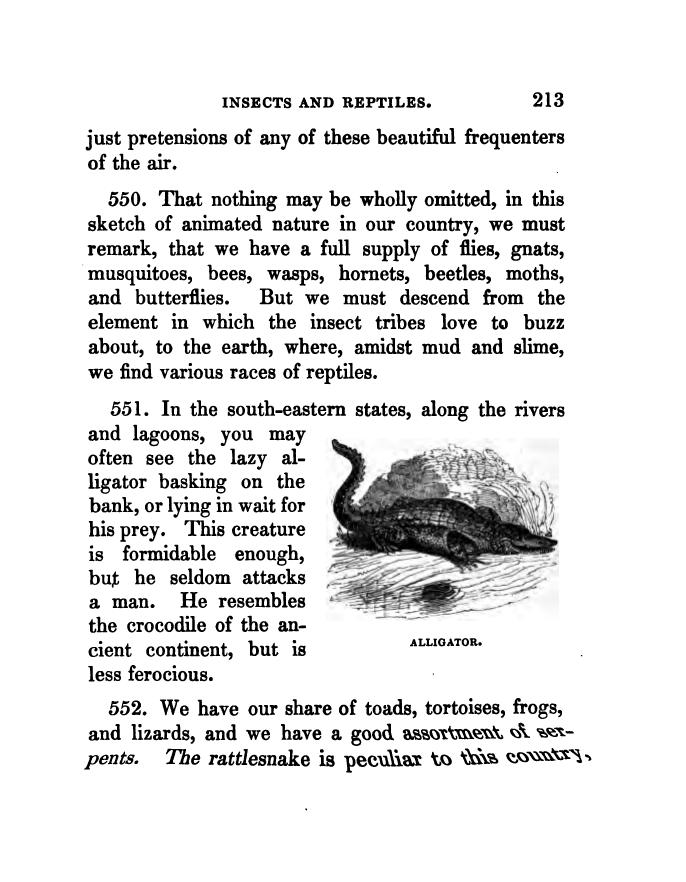 INSECTS AND REPTILES. 213
just pretensions of any of these beautiful frequenters
of the air.
550. That nothing may be wholly omitted, in this
sketch of animated nature in our country, we must
remark, that we have a full supply of flies, gnats,
musquitoes, bees, wasps, hornets, beetles, moths,
and butterflies. But we must descend from the
element in which the insect tribes love to buzz
about, to the earth, where, amidst mud and slime,
we find various races of reptiles.
551. In the south-eastern states, along the rivers
and lagoons, you may
often see the lazy al-
ligator basking on the
bank, or lying in wait for
his prey. This creature
is formidable enough,
but he seldom attacks
a man. He resembles
the crocodile of the an-
cient continent, but is
less ferocious.
ALLIGATOR.
552. We have our share of toads, tortoises, frogs,
and lizards, and we have a good assortment of ser-
pents. The rattlesnake is peculiar to this country,